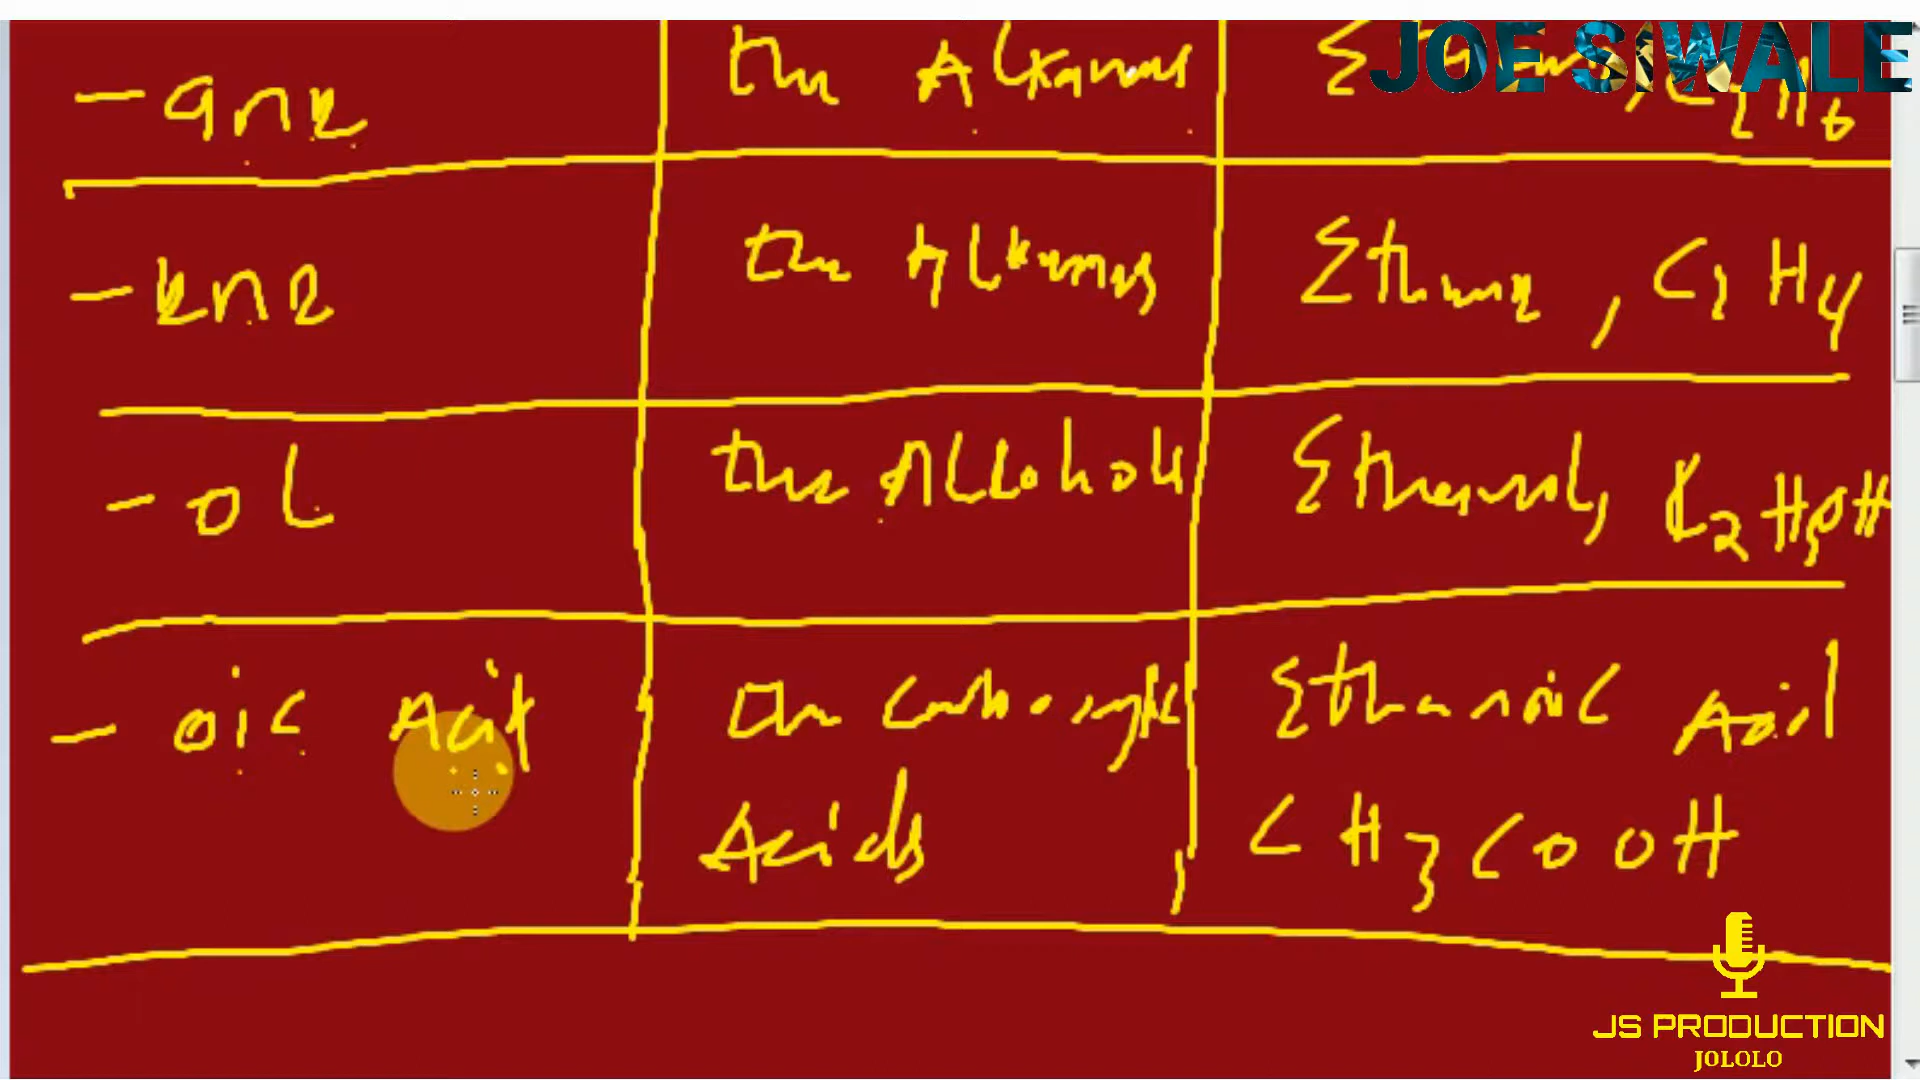 JOE SIWALE
-ane
the Alkanes
C2H6
-ene
the Alkenes
Ethene, C2H4
-ol
the Alcohols
Ethanol, C2H5OH
-oic Acid
the Carboxylic
Acids
Ethanoic Acid
CH3COOH
JS PRODUCTION
JOLOLO